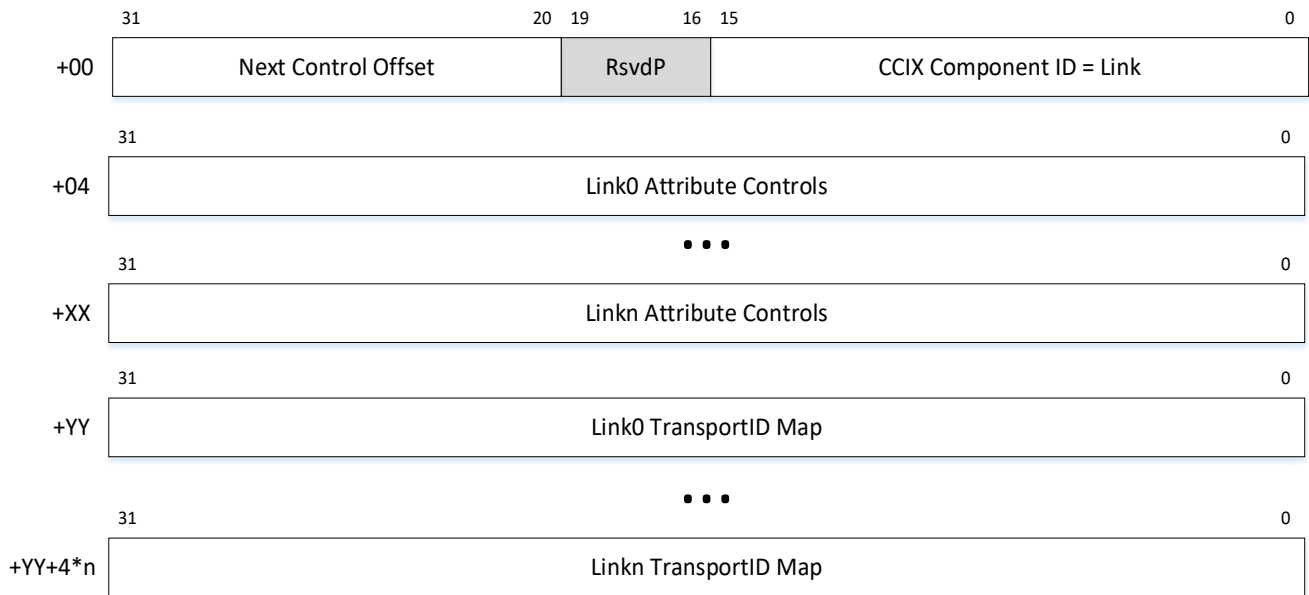 31 20 19 16 15 0
+00 Next Control Offset RsvdP CCIX Component ID = Link
31 0
+04 Link0 Attribute Controls
...
31 0
+XX Linkn Attribute Controls
31 0
+YY Link0 TransportID Map
...
31 0
+YY+4*n Linkn TransportID Map